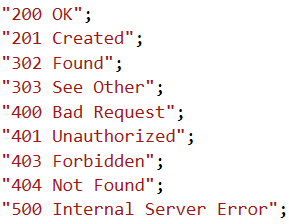 "200 OK";
"201 Created";
"302 Found";
"303 See Other";
"400 Bad Request";
"401 Unauthorized";
"403 Forbidden";
"404 Not Found";
"500 Internal Server Error";